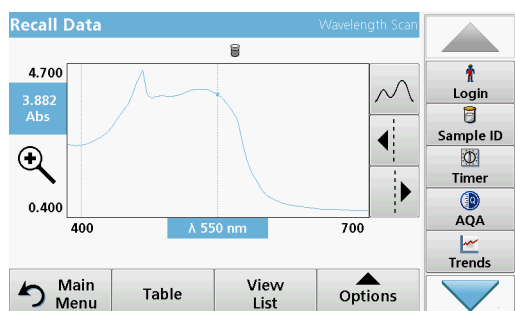 Recall Data
Wavelength Scan
4.700
3.882
Abs
0.400
400
λ 550 nm
700
Login
Sample ID
Timer
AQA
Trends
Main
Menu
Table
View
List
Options